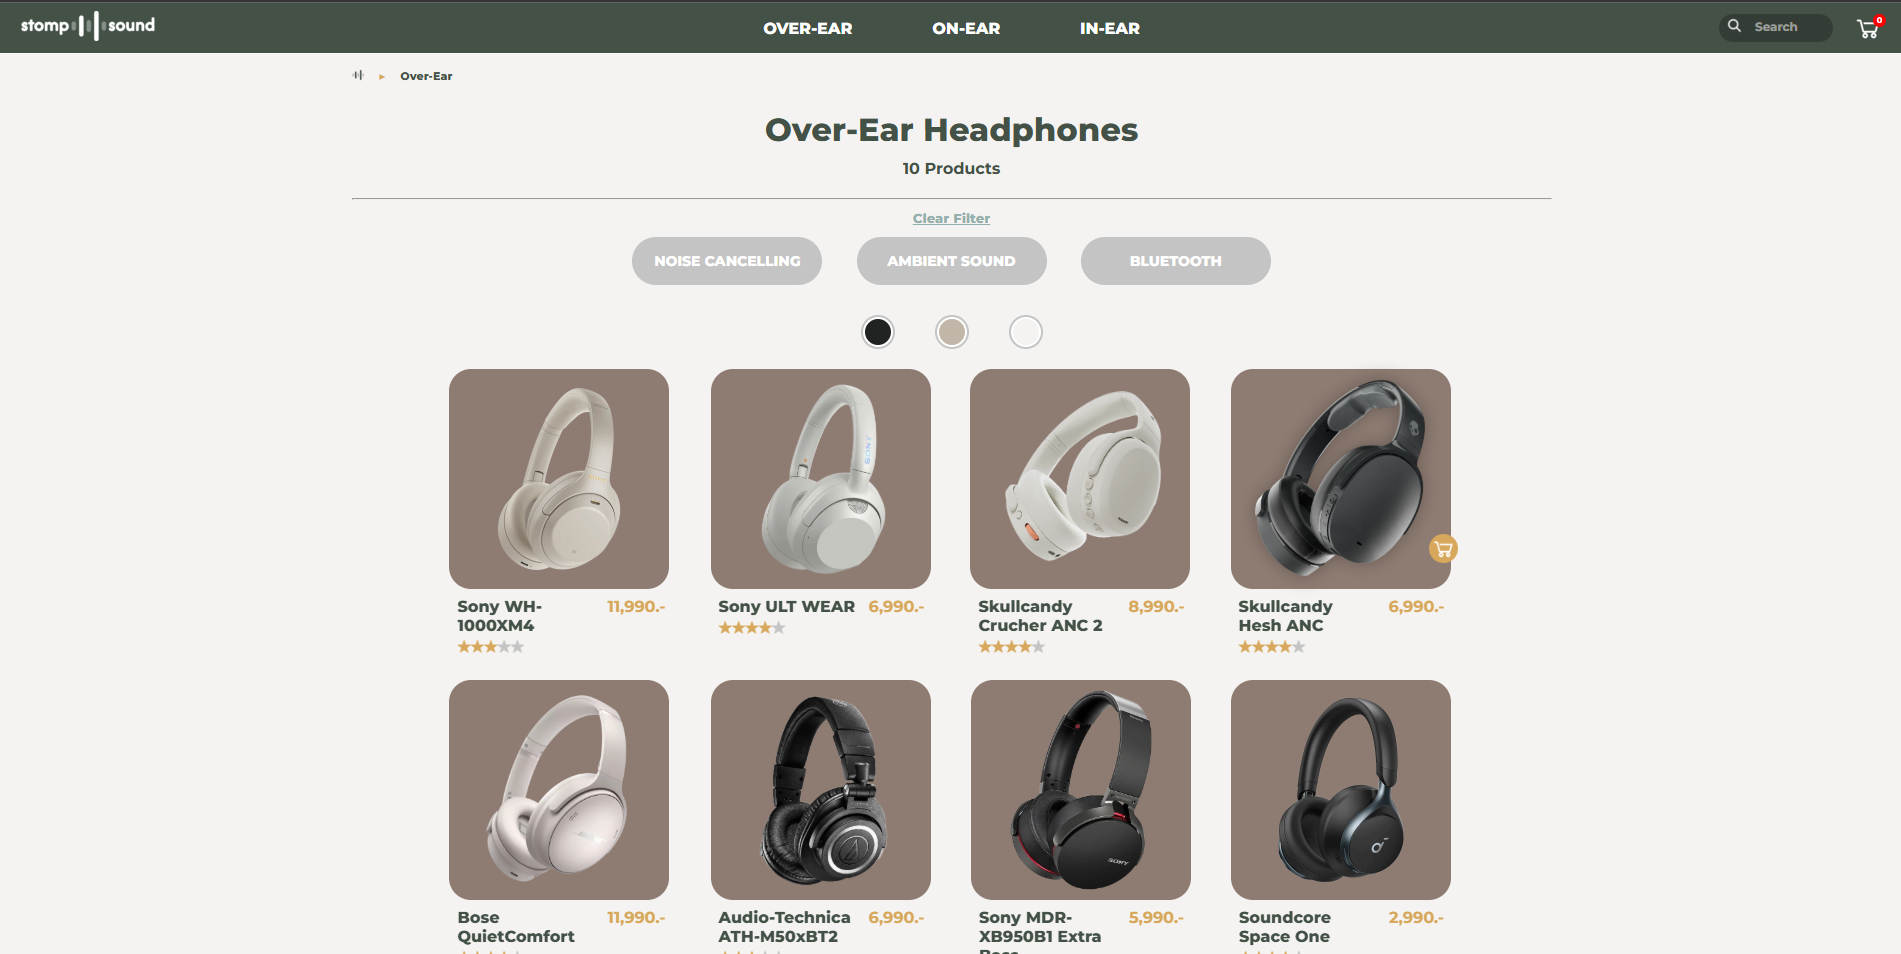 stomp sound
OVER-EAR
ON-EAR
IN-EAR
Search
0
Over-Ear
Over-Ear Headphones
10 Products
Clear Filter
NOISE CANCELLING
AMBIENT SOUND
BLUETOOTH
SONY
Sony WH-
1000XM4
11,990.-
Sony ULT WEAR
6,990.-
Skullcandy
Crucher ANC 2
8,990.-
Skullcandy
Hesh ANC
6,990.-
SONY
Bose
QuietComfort
11,990.-
Audio-Technica
ATH-M50xBT2
6,990.-
Sony MDR-
XB950B1 Extra
5,990.-
Soundcore
Space One
2,990.-